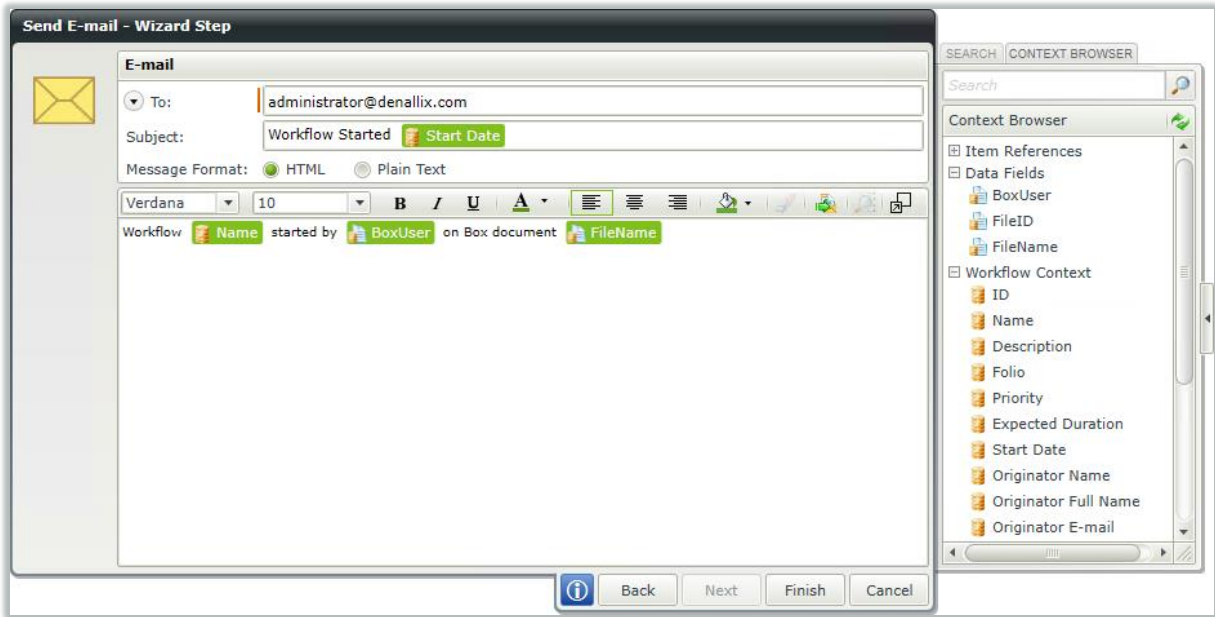 Send E-mail - Wizard Step
E-mail
To: administrator@denallix.com
Subject: Workflow Started Start Date
Message Format: HTML Plain Text
Verdana 10 B I U A
Workflow Name started by BoxUser on Box document FileName
Back Next Finish Cancel
SEARCH CONTEXT BROWSER
Search
Context Browser
Item References
Data Fields
BoxUser
FileID
FileName
Workflow Context
ID
Name
Description
Folio
Priority
Expected Duration
Start Date
Originator Name
Originator Full Name
Originator E-mail